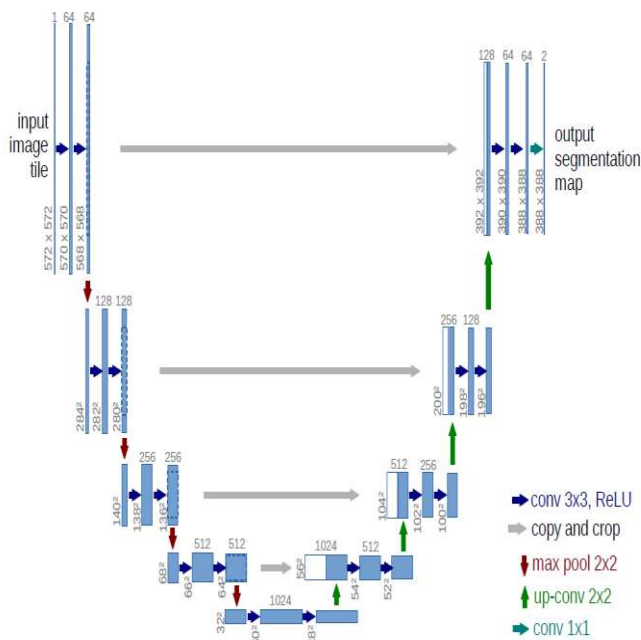 1 64 64
128 64 64 2
input
image
tile
output
segmentation
map
572 x 572
570 x 570
568 x 568
392 x 392
390 x 390
388 x 388
388 x 388
128 128
256 128
284²
282²
280²
200²
198²
196²
256 256
512 256
140²
138²
136²
104²
102²
100²
512 512
1024 512
68²
66²
64²
56²
54²
52²
1024
32²
conv 3x3, ReLU
copy and crop
max pool 2x2
up-conv 2x2
conv 1x1